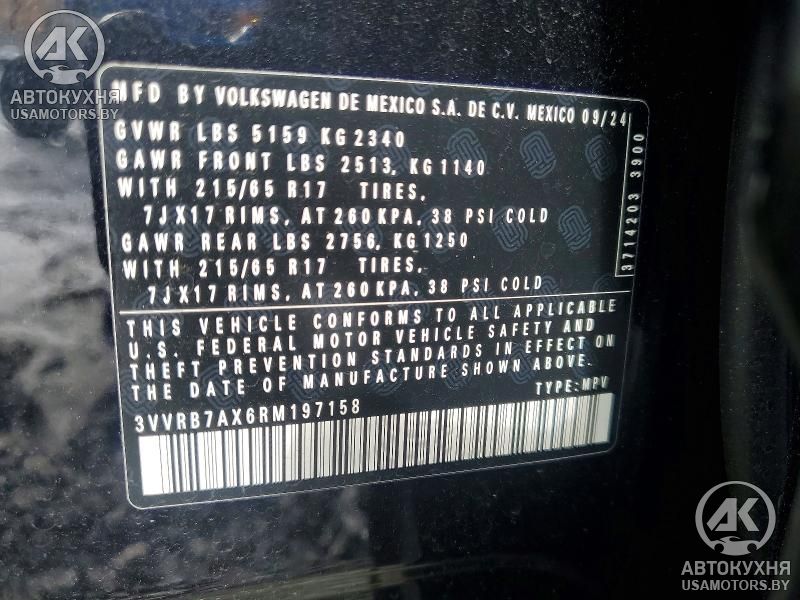 AK
АВТОКУХНЯ
USAMOTORS.BY
MFD BY VOLKSWAGEN DE MEXICO S.A. DE C.V. MEXICO 09/24
GVWR LBS 5159 KG 2340
GAWR FRONT LBS 2513, KG 1140
WITH 215/65 R17 TIRES,
7JX17 RIMS, AT 260 KPA, 38 PSI COLD
GAWR REAR LBS 2756, KG 1250
WITH 215/65 R17 TIRES,
7JX17 RIMS, AT 260 KPA, 38 PSI COLD
3714203 3900
THIS VEHICLE CONFORMS TO ALL APPLICABLE
U.S. FEDERAL MOTOR VEHICLE SAFETY AND
THEFT PREVENTION STANDARDS IN EFFECT ON
THE DATE OF MANUFACTURE SHOWN ABOVE.
3VVRB7AX6RM197158 TYPE: MPV
AK
АВТОКУХНЯ
USAMOTORS.BY